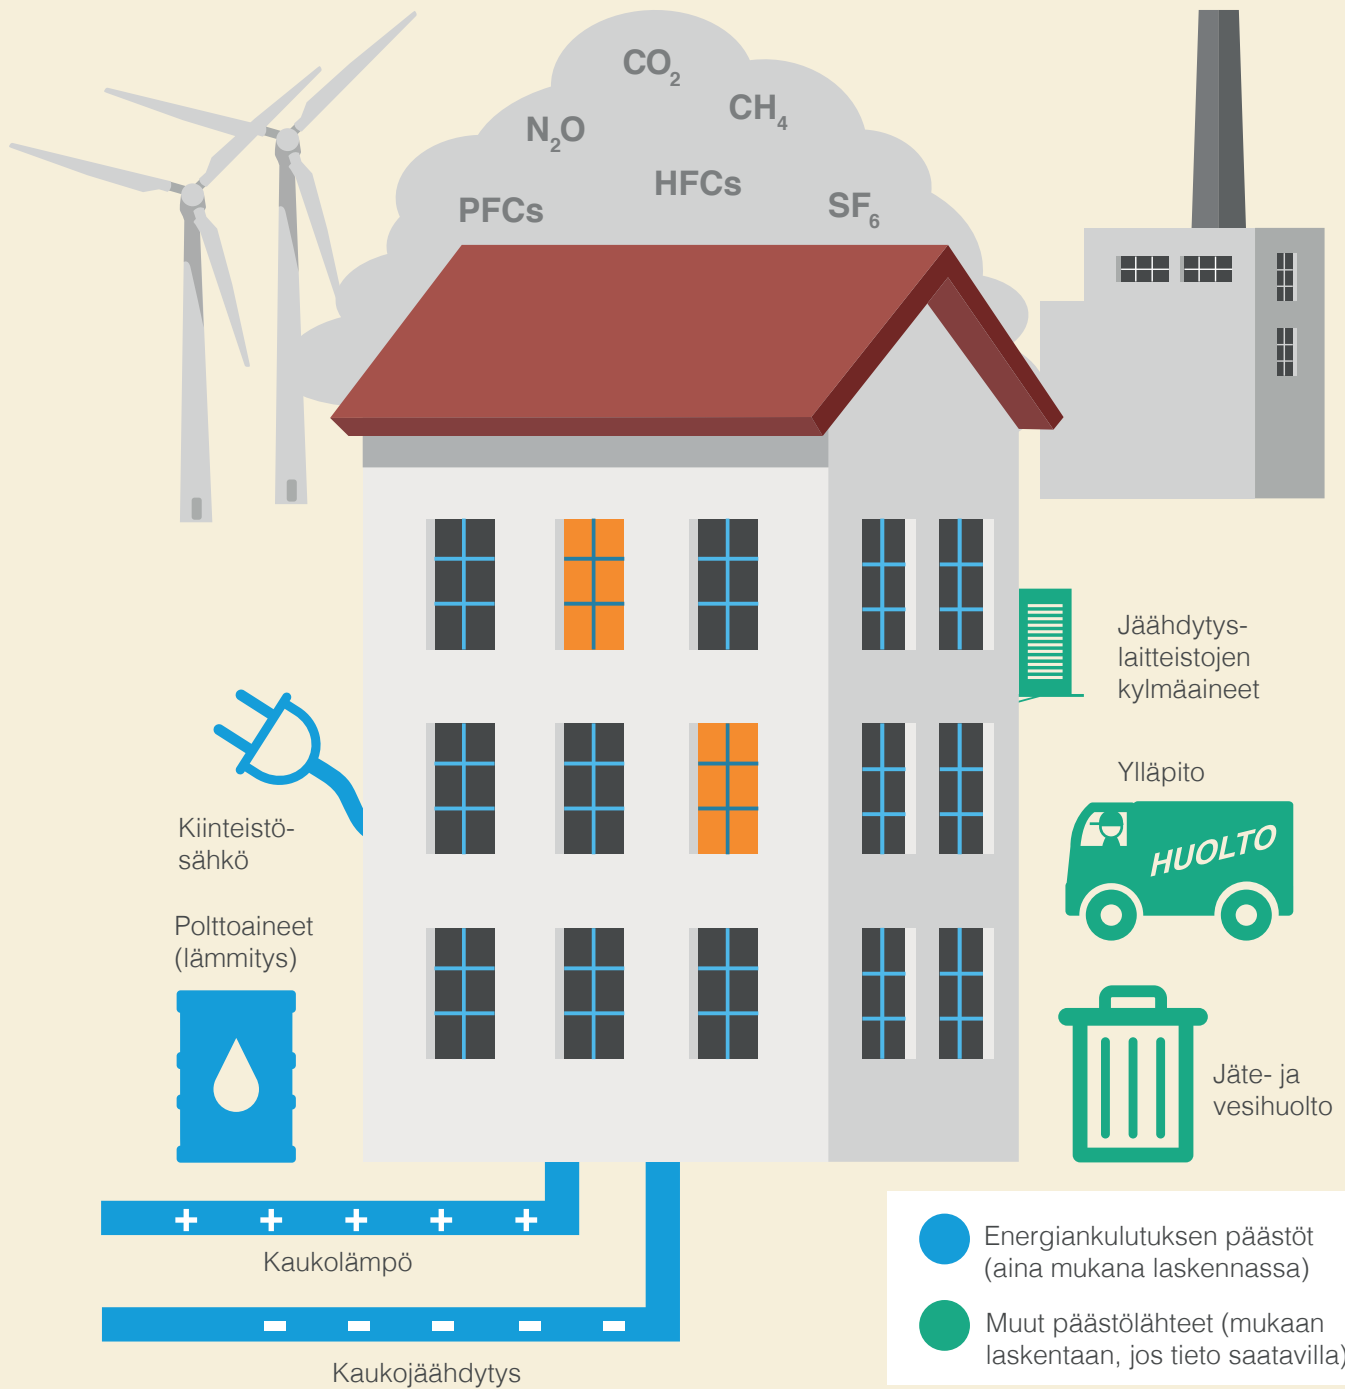 CO₂
CH₄
N₂O
HFCs
PFCs
SF₆
Jäähdytys-
laitteistojen
kylmäaineet
Ylläpito
HUOLTO
Kiinteistö-
sähkö
Polttoaineet
(lämmitys)
Jäte- ja
vesihuolto
+ + + + +
Kaukolämpö
- - - - -
Kaukojäähdytys
Energiankulutuksen päästöt
(aina mukana laskennassa)
Muut päästölähteet (mukaan
laskentaan, jos tieto saatavilla)